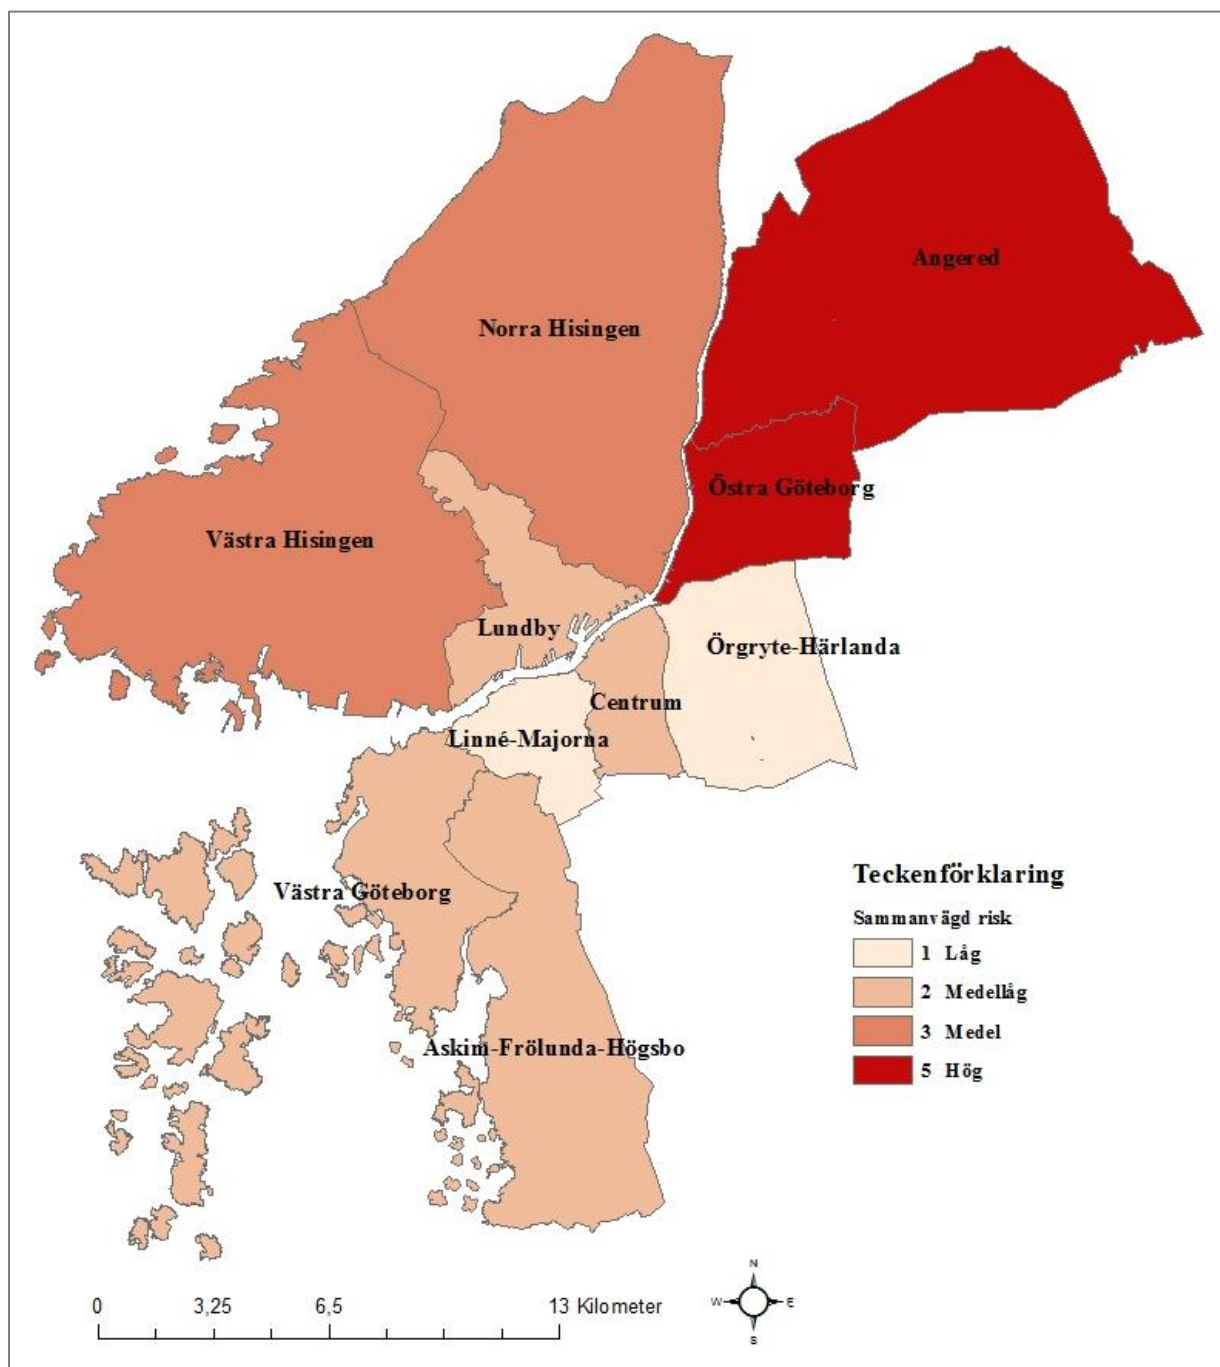 Angered
Norra Hisingen
Östra Göteborg
Västra Hisingen
Lundby
Örgryte-Härlanda
Centrum
Linné-Majorna
Västra Göteborg
Askim-Frölunda-Högsbo
Teckenförklaring
Sammanvägd risk
1 Låg
2 Medellåg
3 Medel
5 Hög
0 3,25 6,5 13 Kilometer
N
W E
S